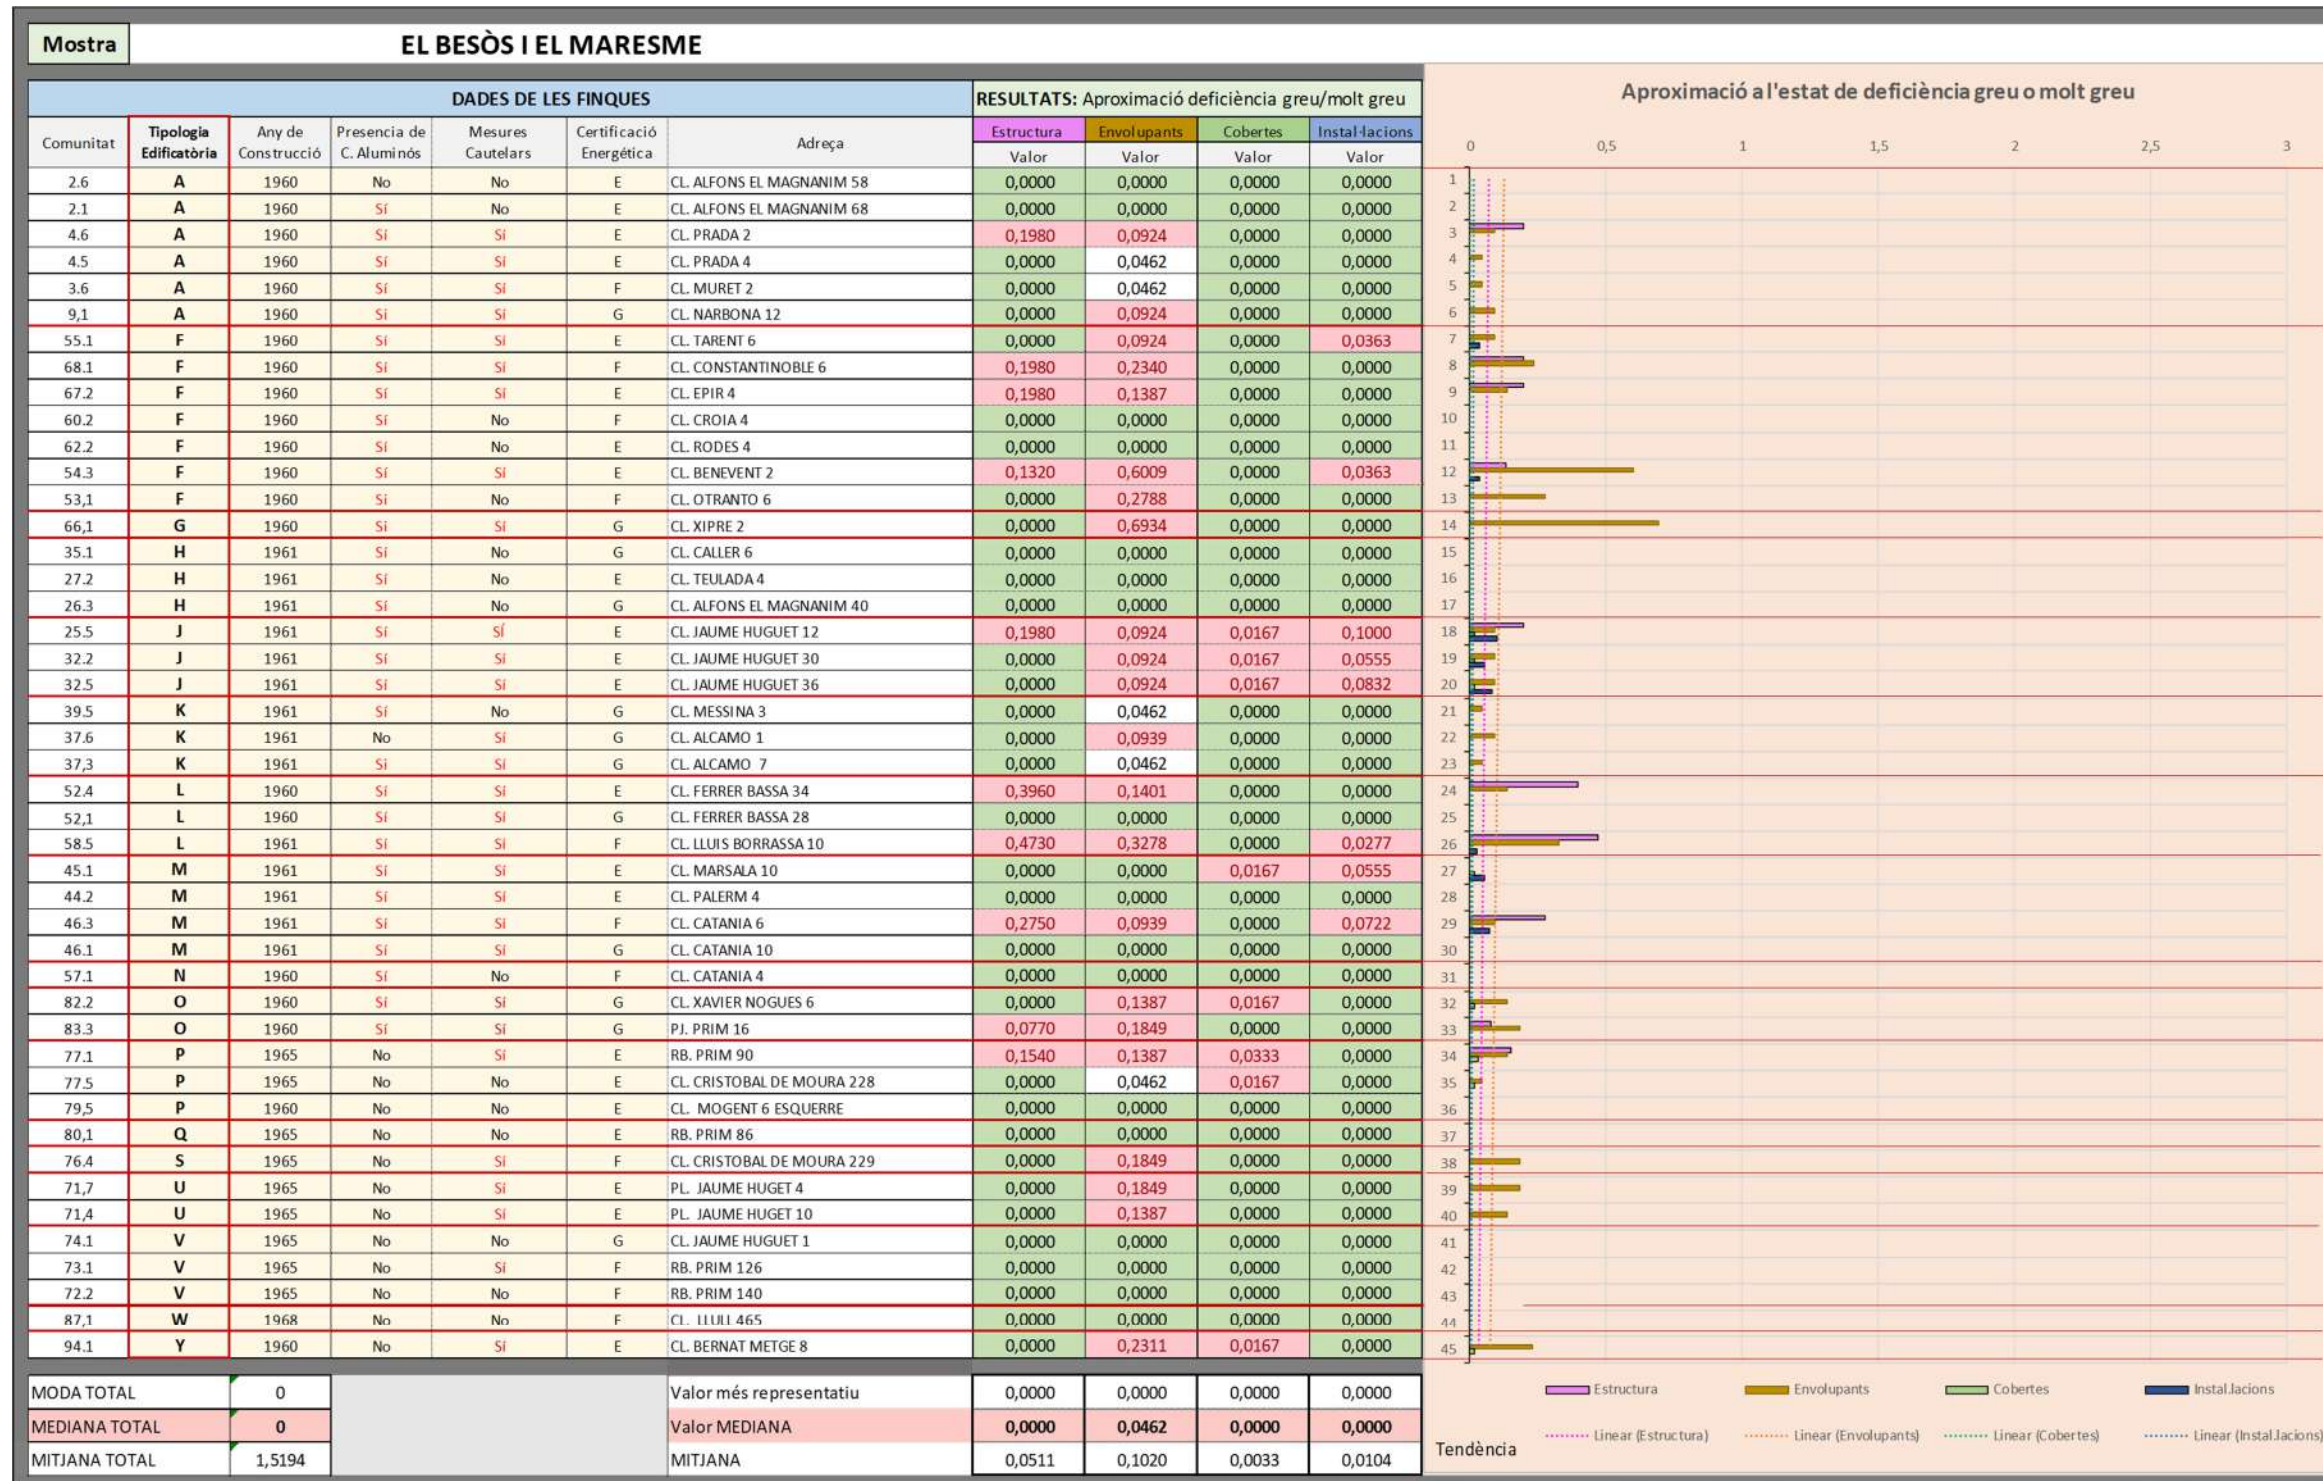 Mostra EL BESÒS I EL MARESME
DADES DE LES FINQUES RESULTATS: Aproximació deficiència greu/molt greu
Comunitat Tipologia Edificatòria Any de Construcció Presencia de C. Aluminós Mesures Cautelars Certificació Energética Adreça Estructura Valor Envolupants Valor Cobertes Valor Instal·lacions Valor
2.6 A 1960 No No E CL. ALFONS EL MAGNANIM 58 0,0000 0,0000 0,0000 0,0000
2.1 A 1960 Sí No E CL. ALFONS EL MAGNANIM 68 0,0000 0,0000 0,0000 0,0000
4.6 A 1960 Sí Sí E CL. PRADA 2 0,1980 0,0924 0,0000 0,0000
4.5 A 1960 Sí Sí E CL. PRADA 4 0,0000 0,0462 0,0000 0,0000
3.6 A 1960 Sí Sí F CL. MURET 2 0,0000 0,0462 0,0000 0,0000
9,1 A 1960 Sí Sí G CL. NARBONA 12 0,0000 0,0924 0,0000 0,0000
55.1 F 1960 Sí Sí E CL. TARENT 6 0,0000 0,0924 0,0000 0,0363
68.1 F 1960 Sí Sí F CL. CONSTANTINOBLE 6 0,1980 0,2340 0,0000 0,0000
67.2 F 1960 Sí Sí E CL. EPIR 4 0,1980 0,1387 0,0000 0,0000
60.2 F 1960 Sí No F CL. CROIA 4 0,0000 0,0000 0,0000 0,0000
62.2 F 1960 Sí No E CL. RODES 4 0,0000 0,0000 0,0000 0,0000
54.3 F 1960 Sí Sí E CL. BENEVENT 2 0,1320 0,6009 0,0000 0,0363
53,1 F 1960 Sí No F CL. OTRANTO 6 0,0000 0,2788 0,0000 0,0000
66,1 G 1960 Sí Sí G CL. XIPRE 2 0,0000 0,6934 0,0000 0,0000
35.1 H 1961 Sí No G CL. CALLER 6 0,0000 0,0000 0,0000 0,0000
27.2 H 1961 Sí No E CL. TEULADA 4 0,0000 0,0000 0,0000 0,0000
26.3 H 1961 Sí No G CL. ALFONS EL MAGNANIM 40 0,0000 0,0000 0,0000 0,0000
25.5 J 1961 Sí SÍ E CL. JAUME HUGUET 12 0,1980 0,0924 0,0167 0,1000
32.2 J 1961 Sí Sí E CL. JAUME HUGUET 30 0,0000 0,0924 0,0167 0,0555
32.5 J 1961 Sí Sí E CL. JAUME HUGUET 36 0,0000 0,0924 0,0167 0,0832
39.5 K 1961 Sí No G CL. MESSINA 3 0,0000 0,0462 0,0000 0,0000
37.6 K 1961 No Sí G CL. ALCAMO 1 0,0000 0,0939 0,0000 0,0000
37,3 K 1961 Sí Sí G CL. ALCAMO 7 0,0000 0,0462 0,0000 0,0000
52.4 L 1960 Sí Sí E CL. FERRER BASSA 34 0,3960 0,1401 0,0000 0,0000
52,1 L 1960 Sí Sí G CL. FERRER BASSA 28 0,0000 0,0000 0,0000 0,0000
58.5 L 1961 Sí Sí F CL. LLUIS BORRASSA 10 0,4730 0,3278 0,0000 0,0277
45.1 M 1961 Sí Sí E CL. MARSALA 10 0,0000 0,0000 0,0167 0,0555
44.2 M 1961 Sí Sí E CL. PALERM 4 0,0000 0,0000 0,0000 0,0000
46.3 M 1961 Sí Sí F CL. CATANIA 6 0,2750 0,0939 0,0000 0,0722
46.1 M 1961 Sí Sí G CL. CATANIA 10 0,0000 0,0000 0,0000 0,0000
57.1 N 1960 Sí No F CL. CATANIA 4 0,0000 0,0000 0,0000 0,0000
82.2 O 1960 Sí Sí G CL. XAVIER NOGUES 6 0,0000 0,1387 0,0167 0,0000
83.3 O 1960 Sí Sí G PJ. PRIM 16 0,0770 0,1849 0,0000 0,0000
77.1 P 1965 No Sí E RB. PRIM 90 0,1540 0,1387 0,0333 0,0000
77.5 P 1965 No No E CL. CRISTOBAL DE MOURA 228 0,0000 0,0462 0,0167 0,0000
79,5 P 1960 No No E CL. MOGENT 6 ESQUERRE 0,0000 0,0000 0,0000 0,0000
80,1 Q 1965 No No E RB. PRIM 86 0,0000 0,0000 0,0000 0,0000
76.4 S 1965 No Sí F CL. CRISTOBAL DE MOURA 229 0,0000 0,1849 0,0000 0,0000
71,7 U 1965 No Sí E PL. JAUME HUGET 4 0,0000 0,1849 0,0000 0,0000
71,4 U 1965 No Sí E PL. JAUME HUGET 10 0,0000 0,1387 0,0000 0,0000
74.1 V 1965 No No G CL. JAUME HUGUET 1 0,0000 0,0000 0,0000 0,0000
73.1 V 1965 No Sí F RB. PRIM 126 0,0000 0,0000 0,0000 0,0000
72.2 V 1965 No No F RB. PRIM 140 0,0000 0,0000 0,0000 0,0000
87,1 W 1968 No No F CL. LLULL 465 0,0000 0,0000 0,0000 0,0000
94.1 Y 1960 No Sí E CL. BERNAT METGE 8 0,0000 0,2311 0,0167 0,0000
MODA TOTAL 0 Valor més representatiu 0,0000 0,0000 0,0000 0,0000
MEDIANA TOTAL 0 Valor MEDIANA 0,0000 0,0462 0,0000 0,0000
MITJANA TOTAL 1,5194 MITJANA 0,0511 0,1020 0,0033 0,0104
Aproximació a l'estat de deficiència greu o molt greu
0 0,5 1 1,5 2 2,5 3
1
2
3
4
5
6
7
8
9
10
11
12
13
14
15
16
17
18
19
20
21
22
23
24
25
26
27
28
29
30
31
32
33
34
35
36
37
38
39
40
41
42
43
44
45
Estructura Envolupants Cobertes Instal.lacions
Tendència Linear (Estructura) Linear (Envolupants) Linear (Cobertes) Linear (Instal.lacions)